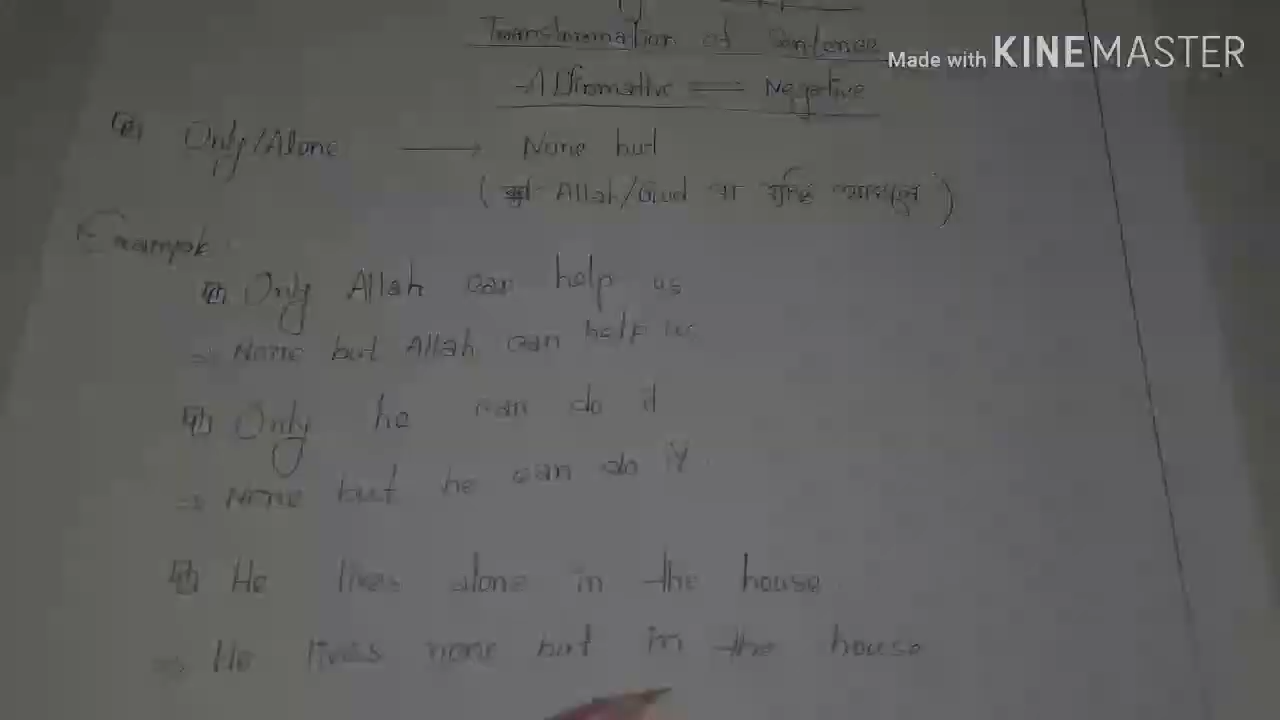 Transformation of Sentence
Made with KINEMASTER
Affirmative Negative
Only/Alone → None but
( Allah/God বা )
Example:
Only Allah can help us
⇒ None but Allah can help us
Only he can do it
⇒ None but he can do it.
He lives alone in the house.
⇒ He lives none but in the house